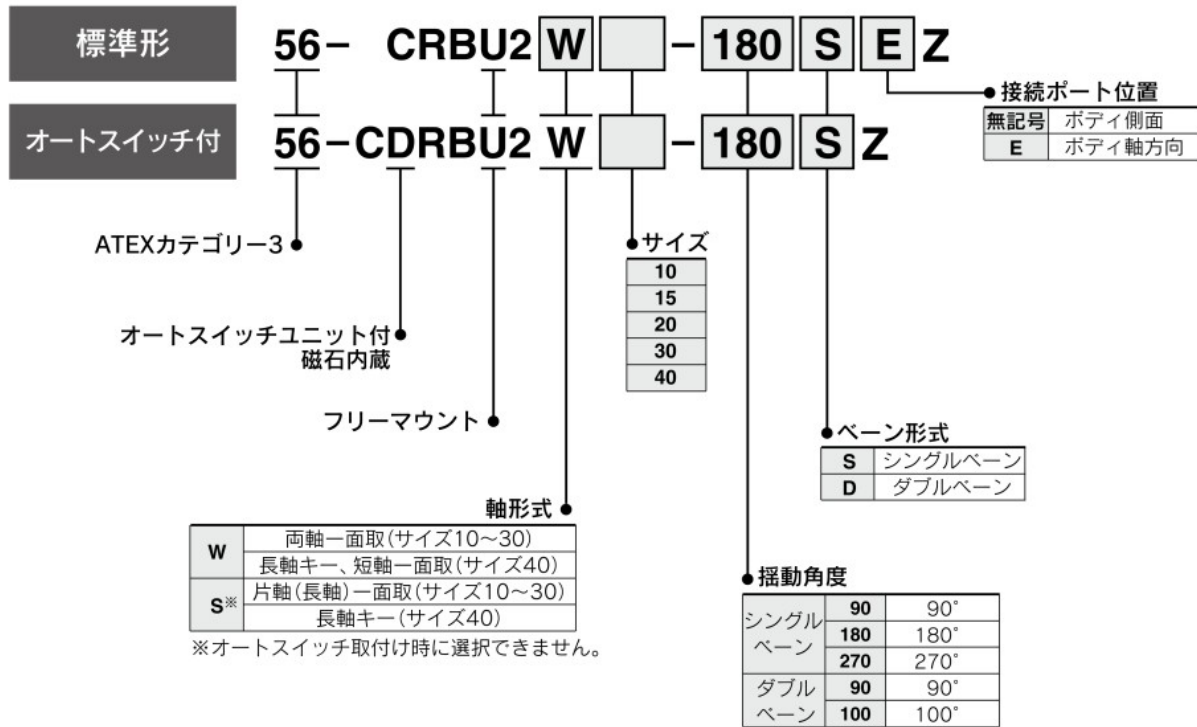 標準形
56- CRBU2 W - 180 S E Z
オートスイッチ付
56-CDRBU2 W - 180 S Z
接続ポート位置
無記号 ボディ側面
E ボディ軸方向
ATEXカテゴリー3
オートスイッチユニット付
磁石内蔵
フリーマウント
サイズ
10
15
20
30
40
ベーン形式
S シングルベーン
D ダブルベーン
軸形式
W 両軸一面取(サイズ10～30)
長軸キー、短軸一面取(サイズ40)
S※ 片軸(長軸)一面取(サイズ10～30)
長軸キー(サイズ40)
※オートスイッチ取付け時に選択できません。
揺動角度
シングルベーン 90 90°
180 180°
270 270°
ダブルベーン 90 90°
100 100°